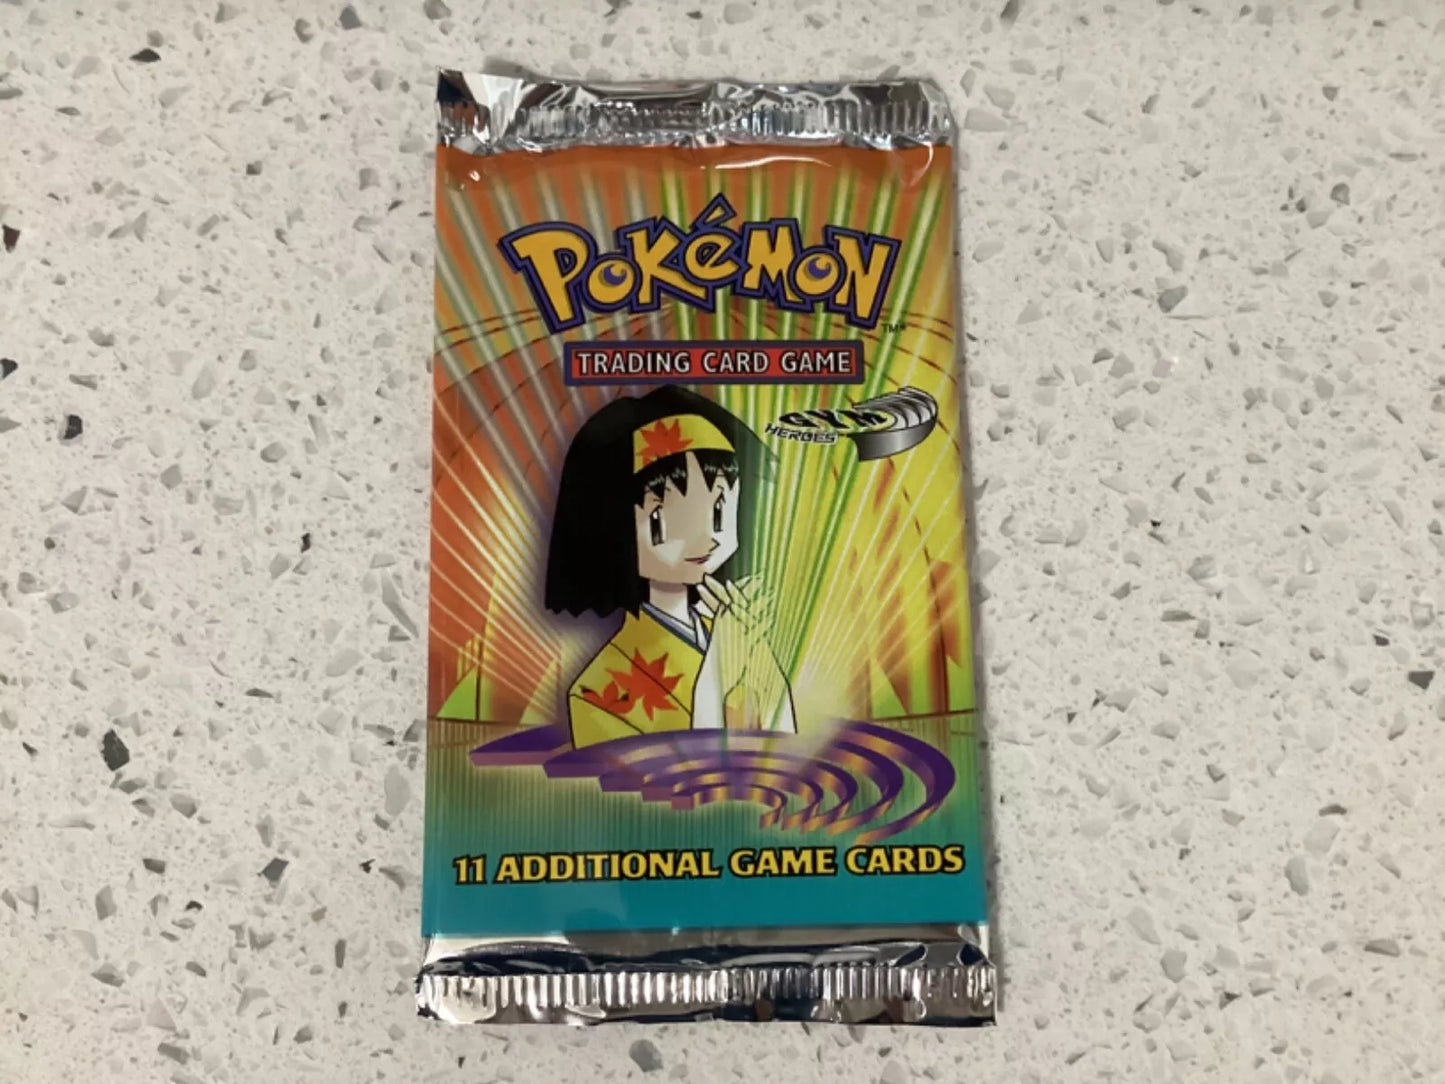 POKéMON
TM®
TRADING CARD GAME
GYM
HEROES
11 ADDITIONAL GAME CARDS